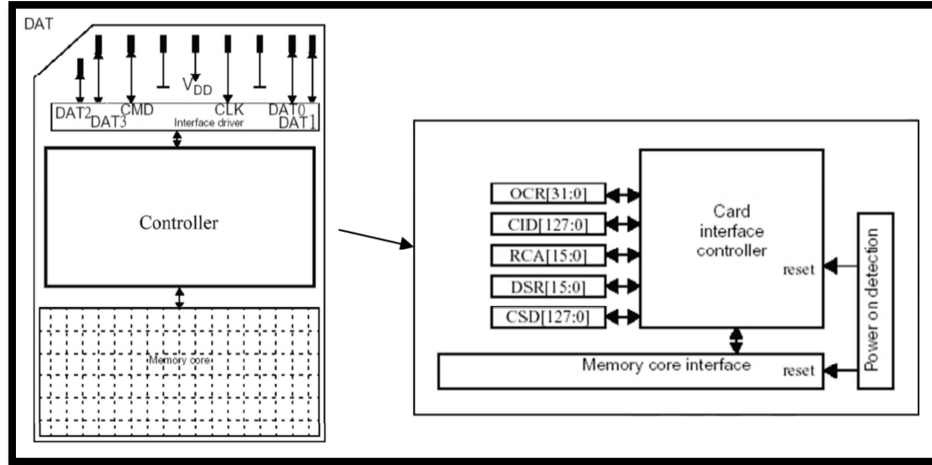 DAT
V_DD
DAT2 CMD CLK DAT0
DAT3 Interface driver DAT1
Controller
Memory core
OCR[31:0]
CID[127:0]
RCA[15:0]
DSR[15:0]
CSD[127:0]
Card
interface
controller
reset
Memory core interface
reset
Power on detection